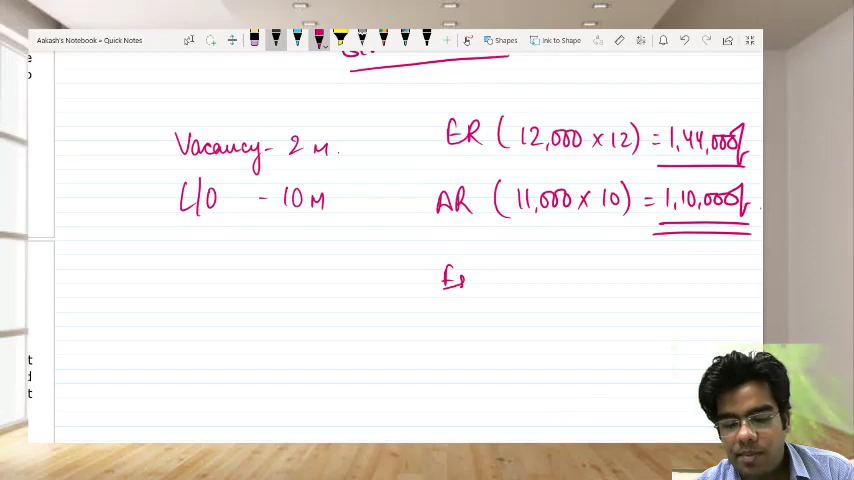 Aakash's Notebook » Quick Notes
Shapes
Ink to Shape
Vacancy - 2 M.
L/O - 10 M
ER ( 12,000 × 12) = 1,44,000/-
AR ( 11,000 × 10) = 1,10,000/-
t
d
t